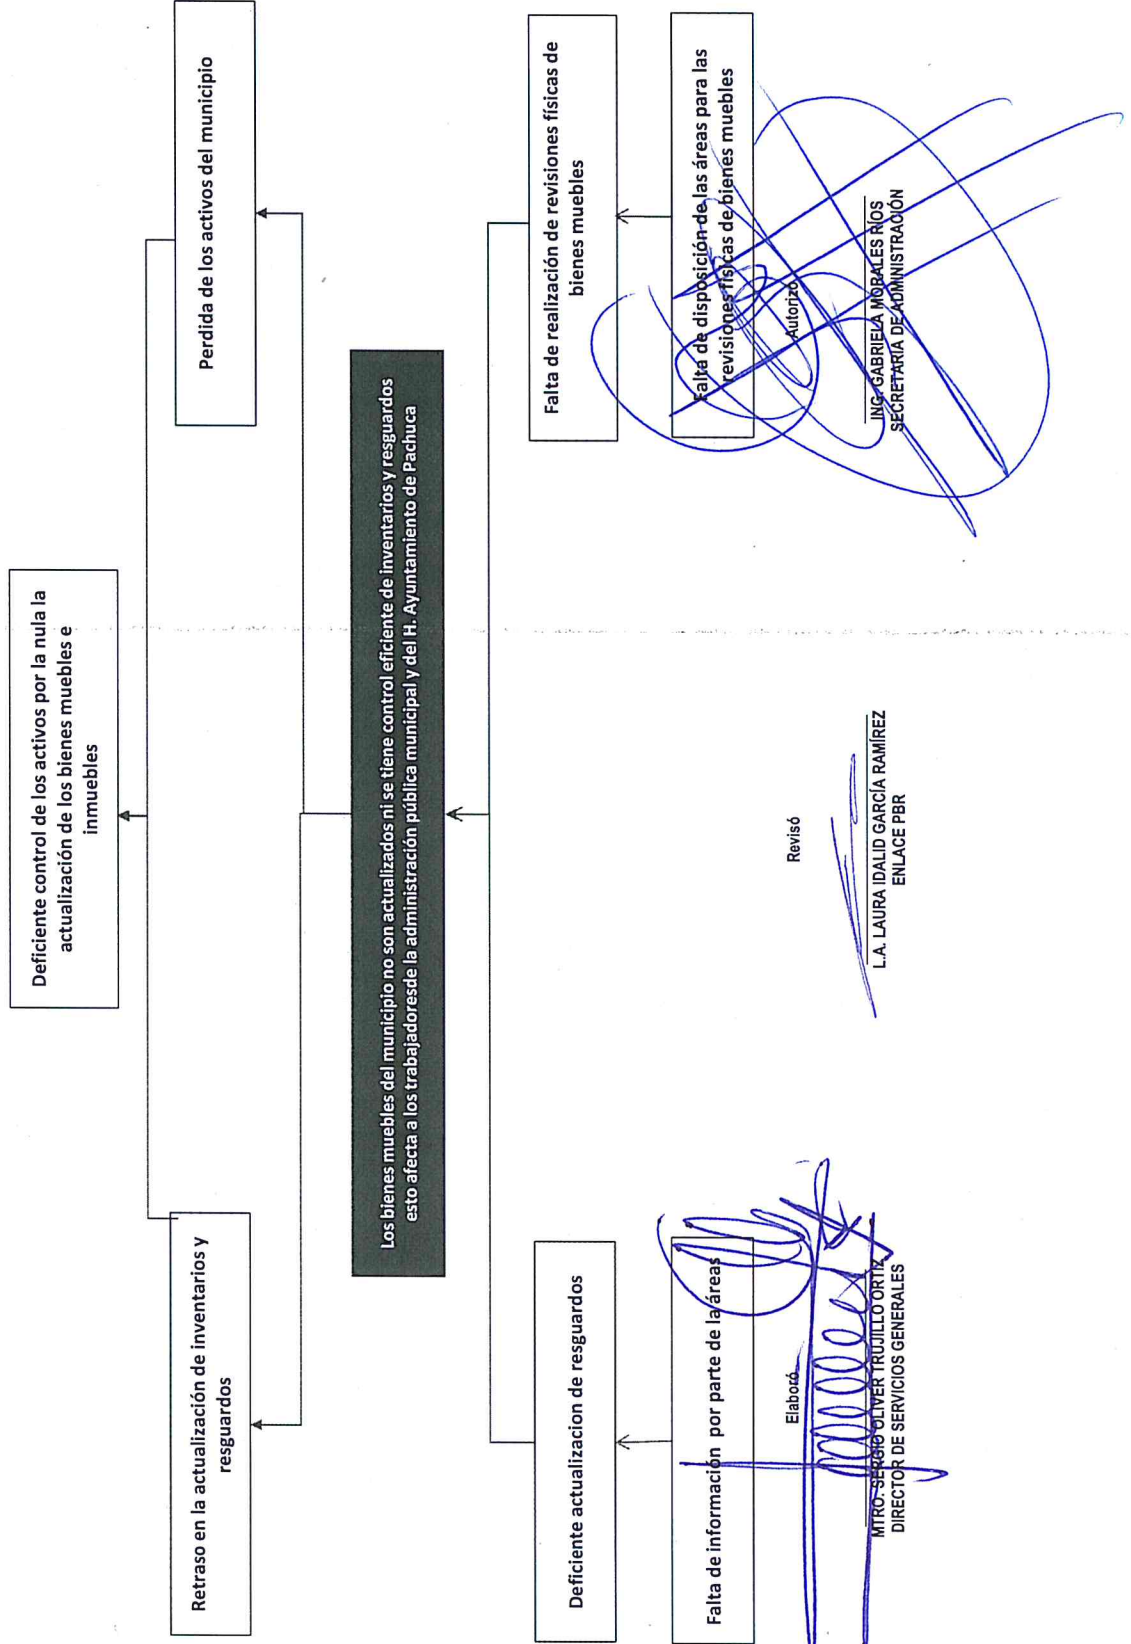 Deficiente control de los activos por la nula la
actualización de los bienes muebles e
inmuebles
Retraso en la actualización de inventarios y
resguardos
Perdida de los activos del municipio
Los bienes muebles del municipio no son actualizados ni se tiene control eficiente de inventarios y resguardos
esto afecta a los trabajadoresde la administración pública municipal y del H. Ayuntamiento de Pachuca
Deficiente actualizacion de resguardos
Falta de realización de revisiones físicas de
bienes muebles
Falta de información por parte de la áreas
Falta de disposición de las áreas para las
revisiones físicas de bienes muebles
Elaboró
MTRO. SERGIO OLIVER TRUJILLO ORTIZ
DIRECTOR DE SERVICIOS GENERALES
Revisó
L.A. LAURA IDALID GARCÍA RAMÍREZ
ENLACE PBR
Autorizó
ING. GABRIELA MORALES RÍOS
SECRETARIA DE ADMINISTRACIÓN